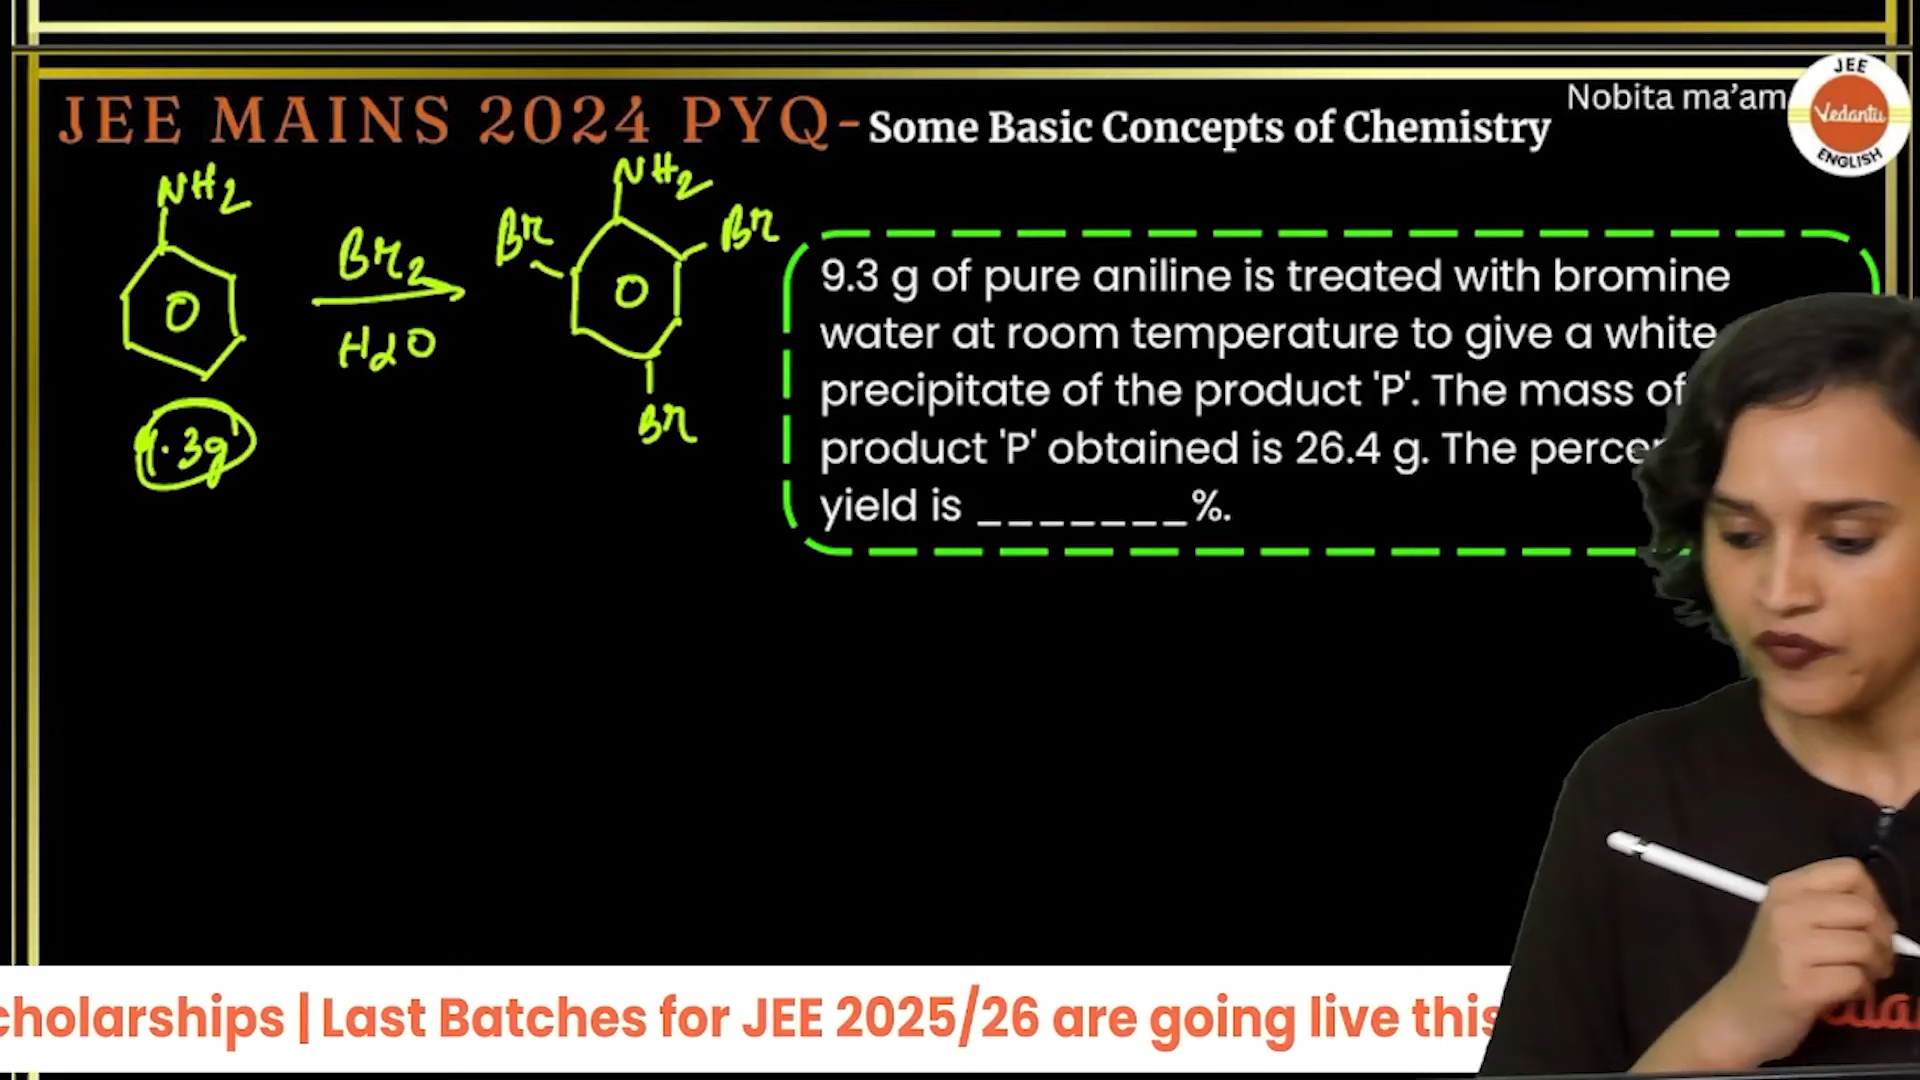 JEE MAINS 2024 PYQ- Some Basic Concepts of Chemistry
Nobita ma'am
JEE
Vedantu
ENGLISH
NH2
Br2
H2O
NH2
Br
Br
Br
9.3g
9.3 g of pure aniline is treated with bromine
water at room temperature to give a white
precipitate of the product 'P'. The mass of
product 'P' obtained is 26.4 g. The
yield is _______%.
| Last Batches for JEE 2025/26 are going live